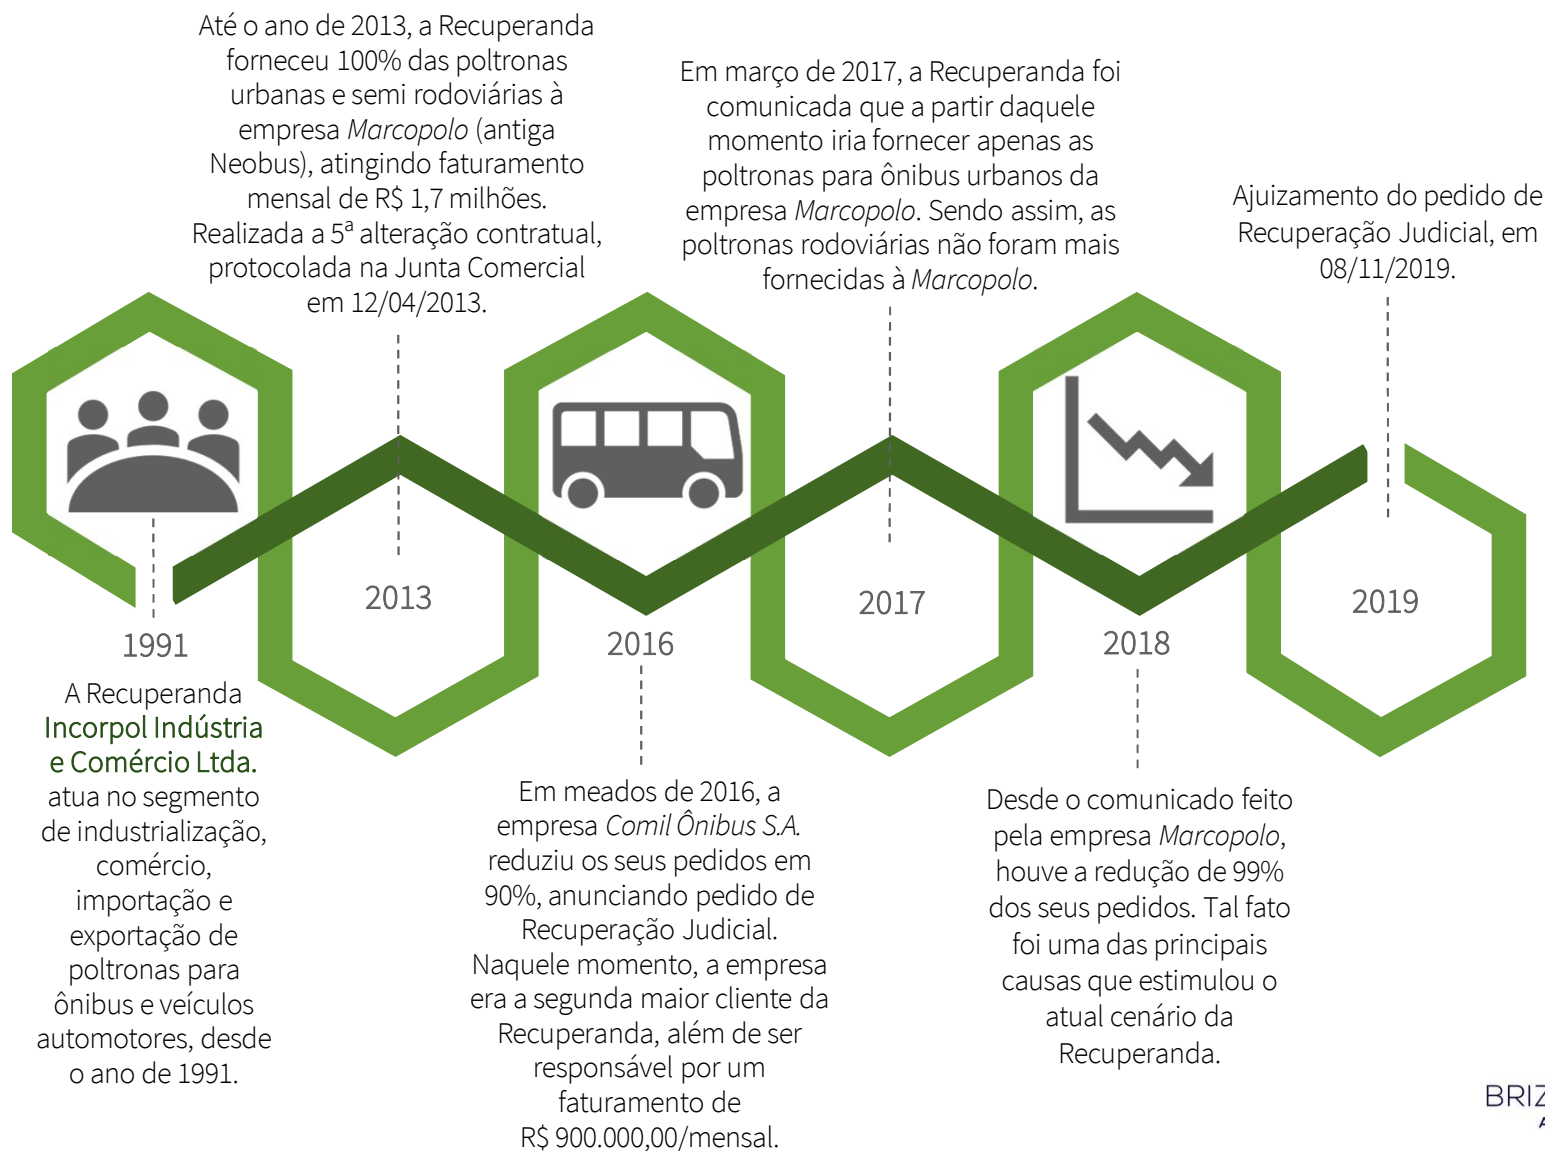 Até o ano de 2013, a Recuperanda
forneceu 100% das poltronas
urbanas e semi rodoviárias à
empresa Marcopolo (antiga
Neobus), atingindo faturamento
mensal de R$ 1,7 milhões.
Realizada a 5ª alteração contratual,
protocolada na Junta Comercial
em 12/04/2013.
Em março de 2017, a Recuperanda foi
comunicada que a partir daquele
momento iria fornecer apenas as
poltronas para ônibus urbanos da
empresa Marcopolo. Sendo assim, as
poltronas rodoviárias não foram mais
fornecidas à Marcopolo.
Ajuizamento do pedido de
Recuperação Judicial, em
08/11/2019.
1991
2013
2016
2017
2018
2019
A Recuperanda
Incorpol Indústria
e Comércio Ltda.
atua no segmento
de industrialização,
comércio,
importação e
exportação de
poltronas para
ônibus e veículos
automotores, desde
o ano de 1991.
Em meados de 2016, a
empresa Comil Ônibus S.A.
reduziu os seus pedidos em
90%, anunciando pedido de
Recuperação Judicial.
Naquele momento, a empresa
era a segunda maior cliente da
Recuperanda, além de ser
responsável por um
faturamento de
R$ 900.000,00/mensal.
Desde o comunicado feito
pela empresa Marcopolo,
houve a redução de 99%
dos seus pedidos. Tal fato
foi uma das principais
causas que estimulou o
atual cenário da
Recuperanda.